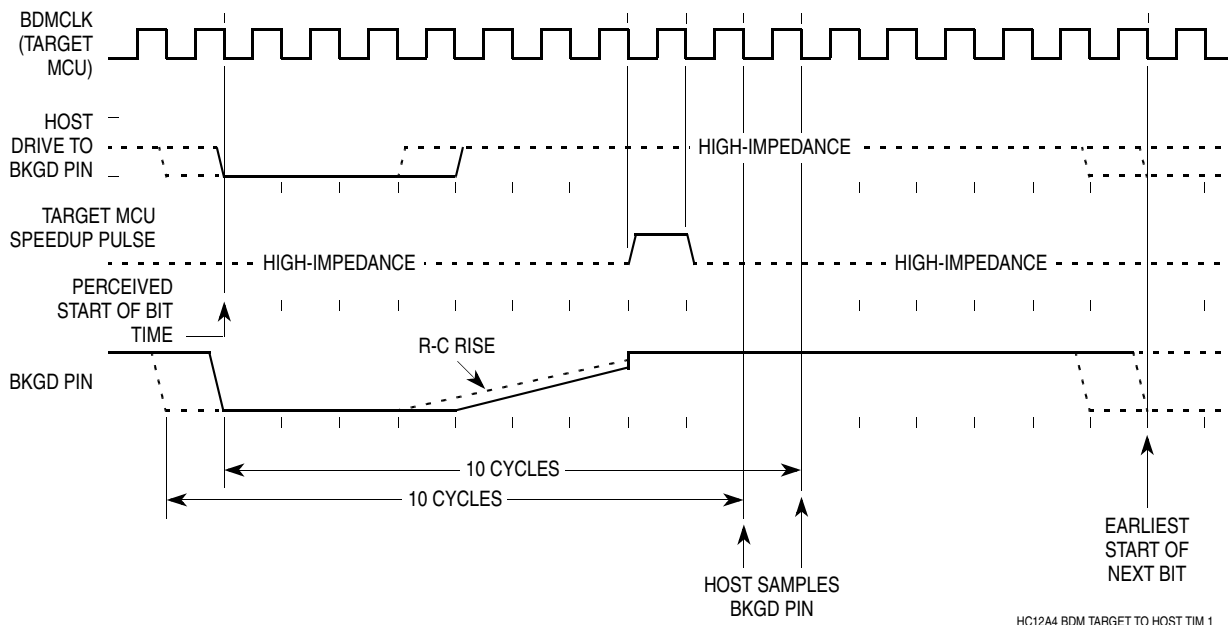 BDMCLK
(TARGET
MCU)
HOST
DRIVE TO
BKGD PIN
HIGH-IMPEDANCE
TARGET MCU
SPEEDUP PULSE
HIGH-IMPEDANCE
HIGH-IMPEDANCE
PERCEIVED
START OF BIT
TIME
R-C RISE
BKGD PIN
10 CYCLES
10 CYCLES
HOST SAMPLES
BKGD PIN
EARLIEST
START OF
NEXT BIT
HC12A4 BDM TARGET TO HOST TIM 1